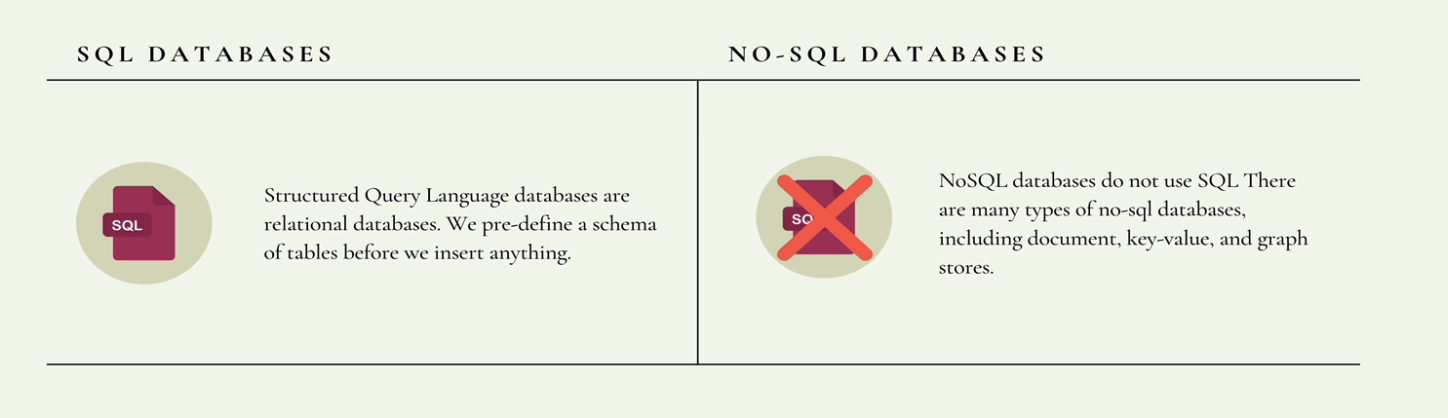 SQL DATABASES
NO-SQL DATABASES
SQL
Structured Query Language databases are
relational databases. We pre-define a schema
of tables before we insert anything.
SQ
NoSQL databases do not use SQL There
are many types of no-sql databases,
including document, key-value, and graph
stores.